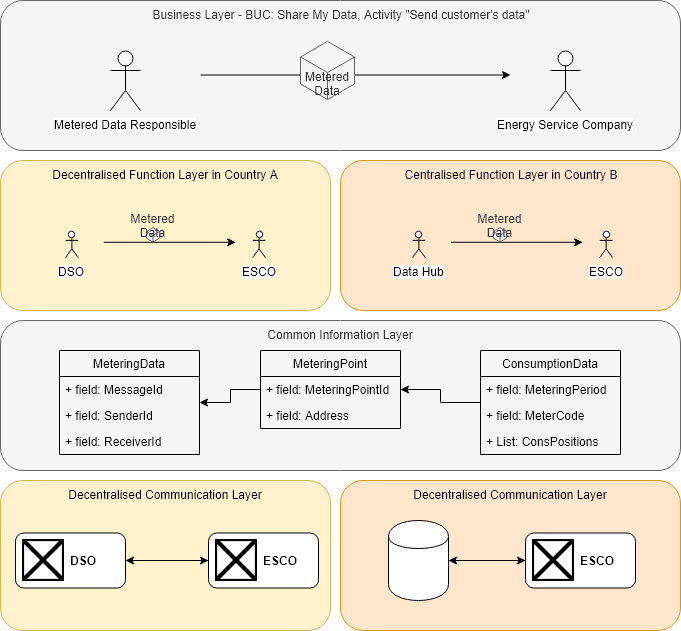 Business Layer - BUC: Share My Data, Activity "Send customer's data"
Metered
Data
Metered Data Responsible
Energy Service Company
Decentralised Function Layer in Country A
Metered
Data
DSO
ESCO
Centralised Function Layer in Country B
Metered
Data
Data Hub
ESCO
Common Information Layer
MeteringData
+ field: MessageId
+ field: SenderId
+ field: ReceiverId
MeteringPoint
+ field: MeteringPointId
+ field: Address
ConsumptionData
+ field: MeteringPeriod
+ field: MeterCode
+ List: ConsPositions
Decentralised Communication Layer
DSO
ESCO
Decentralised Communication Layer
ESCO